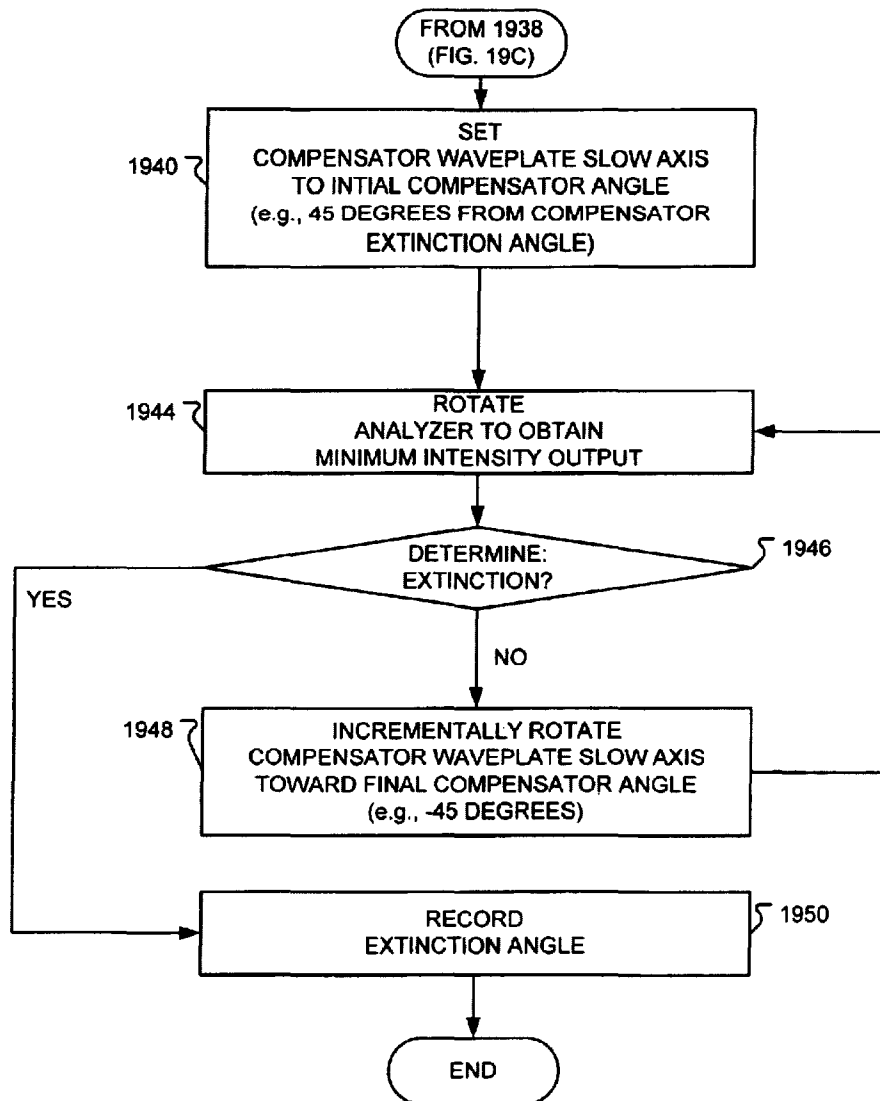 FROM 1938
(FIG. 19C)
1940
SET
COMPENSATOR WAVEPLATE SLOW AXIS
TO INTIAL COMPENSATOR ANGLE
(e.g., 45 DEGREES FROM COMPENSATOR
EXTINCTION ANGLE)
1944
ROTATE
ANALYZER TO OBTAIN
MINIMUM INTENSITY OUTPUT
DETERMINE:
EXTINCTION?
1946
YES
NO
1948
INCREMENTALLY ROTATE
COMPENSATOR WAVEPLATE SLOW AXIS
TOWARD FINAL COMPENSATOR ANGLE
(e.g., -45 DEGREES)
RECORD
EXTINCTION ANGLE
1950
END